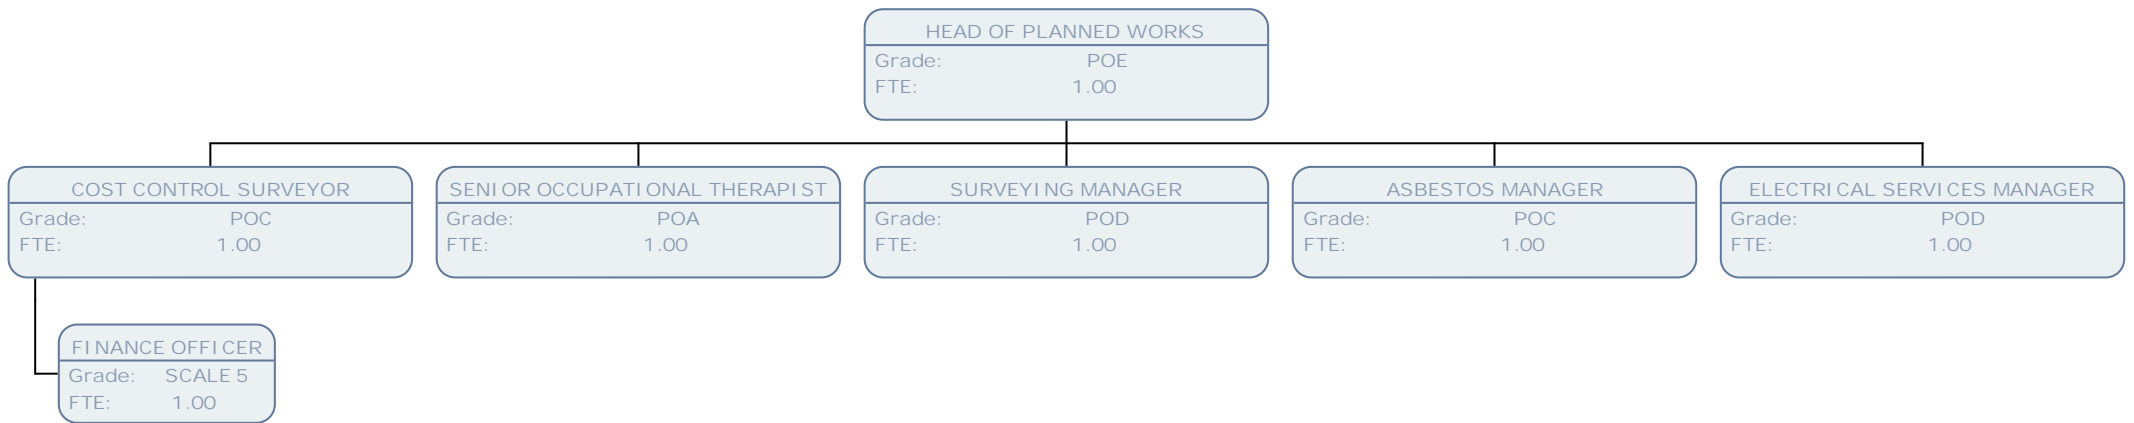 HEAD OF PLANNED WORKS
Grade: POE
FTE: 1.00
COST CONTROL SURVEYOR
Grade: POC
FTE: 1.00
SENIOR OCCUPATIONAL THERAPIST
Grade: POA
FTE: 1.00
SURVEYING MANAGER
Grade: POD
FTE: 1.00
ASBESTOS MANAGER
Grade: POC
FTE: 1.00
ELECTRICAL SERVICES MANAGER
Grade: POD
FTE: 1.00
FINANCE OFFICER
Grade: SCALE 5
FTE: 1.00